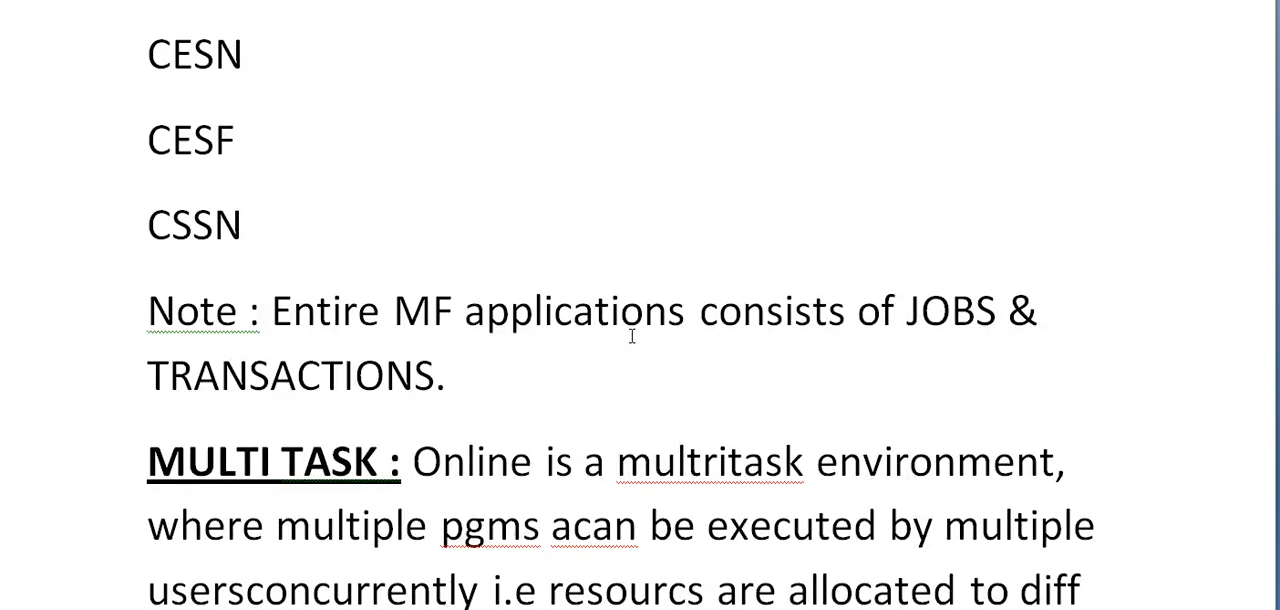 CESN
CESF
CSSN
Note : Entire MF applications consists of JOBS &
TRANSACTIONS.
MULTI TASK : Online is a multritask environment,
where multiple pgms acan be executed by multiple
usersconcurrently i.e resourcs are allocated to diff